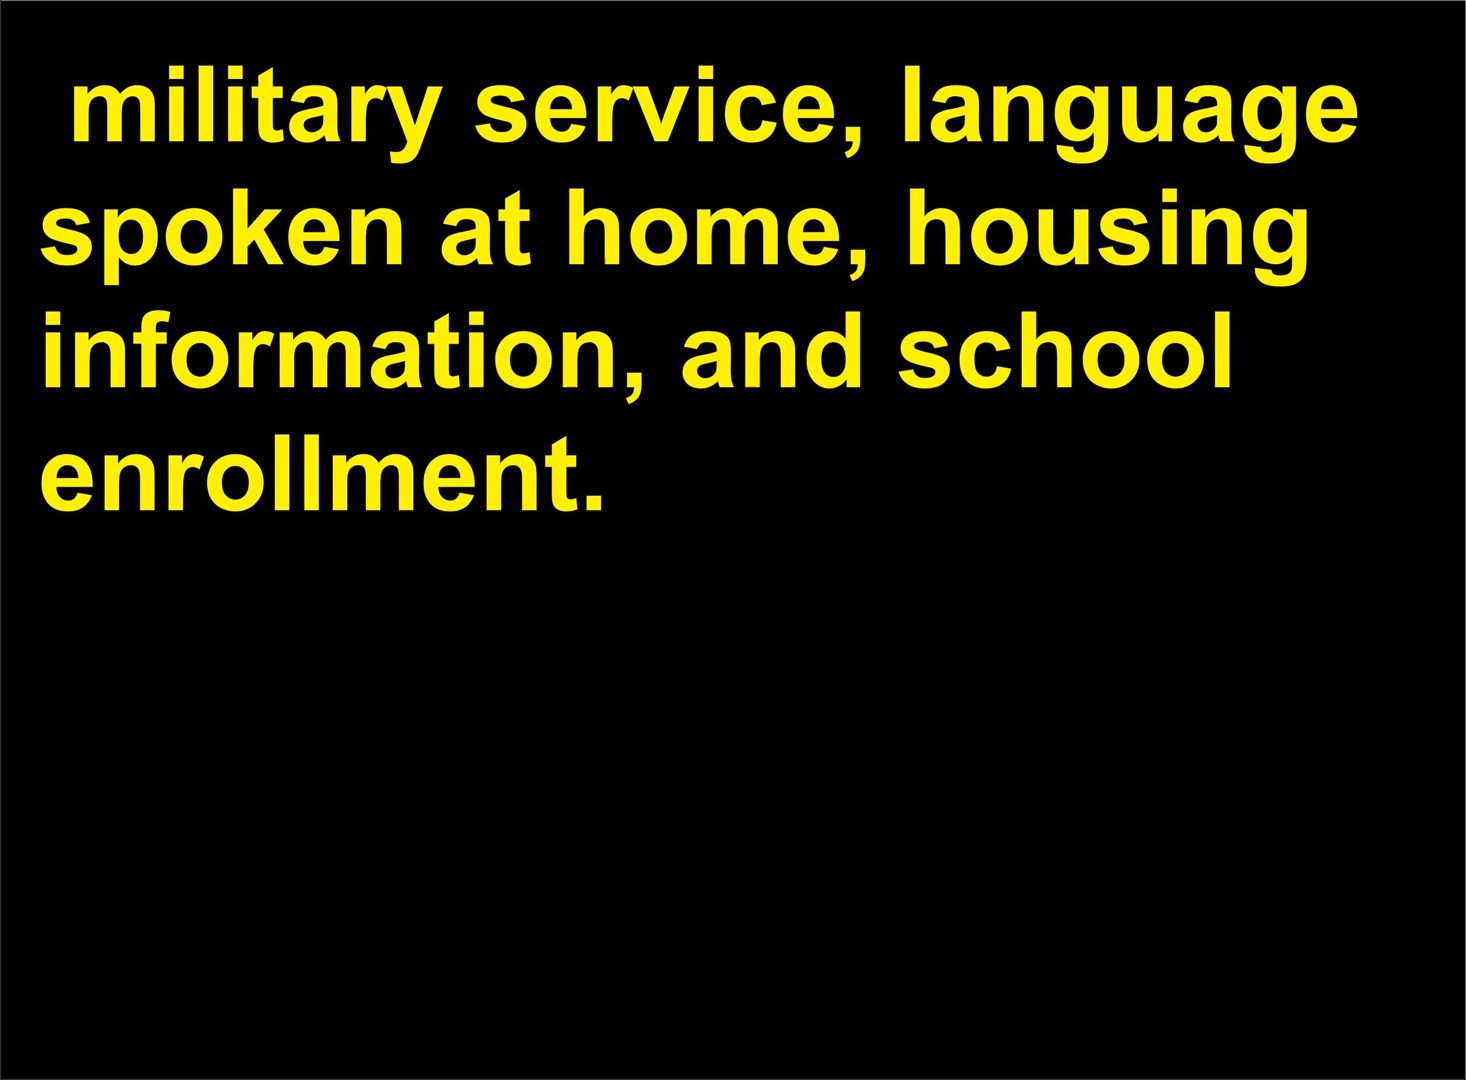 military service, language
spoken at home, housing
information, and school
enrollment.